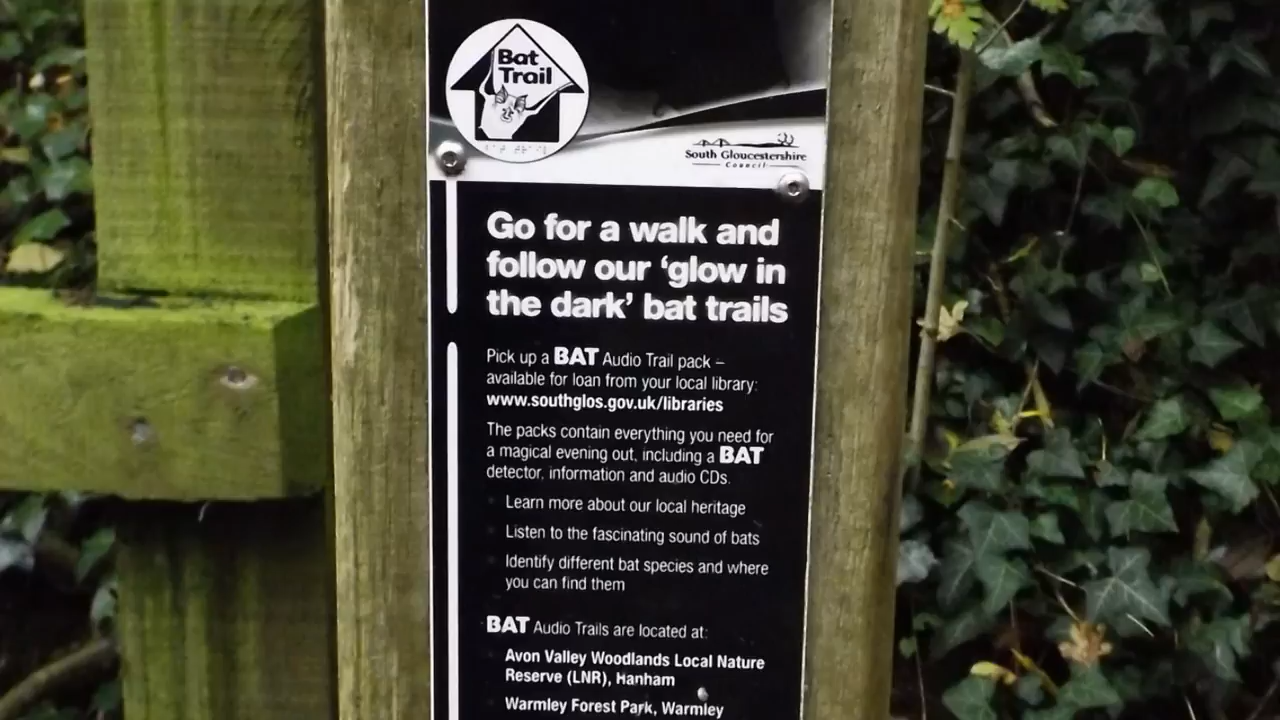 Bat
Trail
South Gloucestershire
Council
Go for a walk and
follow our ‘glow in
the dark’ bat trails
Pick up a BAT Audio Trail pack –
available for loan from your local library:
www.southglos.gov.uk/libraries
The packs contain everything you need for
a magical evening out, including a BAT
detector, information and audio CDs.
Learn more about our local heritage
Listen to the fascinating sound of bats
Identify different bat species and where
you can find them
BAT Audio Trails are located at:
Avon Valley Woodlands Local Nature
Reserve (LNR), Hanham
Warmley Forest Park, Warmley